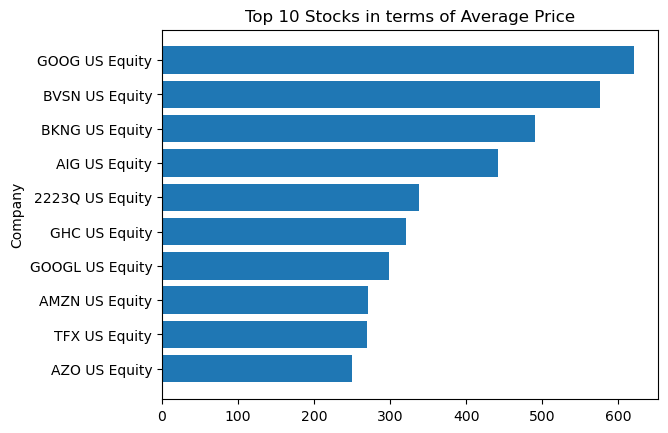 Top 10 Stocks in terms of Average Price
Company
GOOG US Equity
BVSN US Equity
BKNG US Equity
AIG US Equity
2223Q US Equity
GHC US Equity
GOOGL US Equity
AMZN US Equity
TFX US Equity
AZO US Equity
0 100 200 300 400 500 600